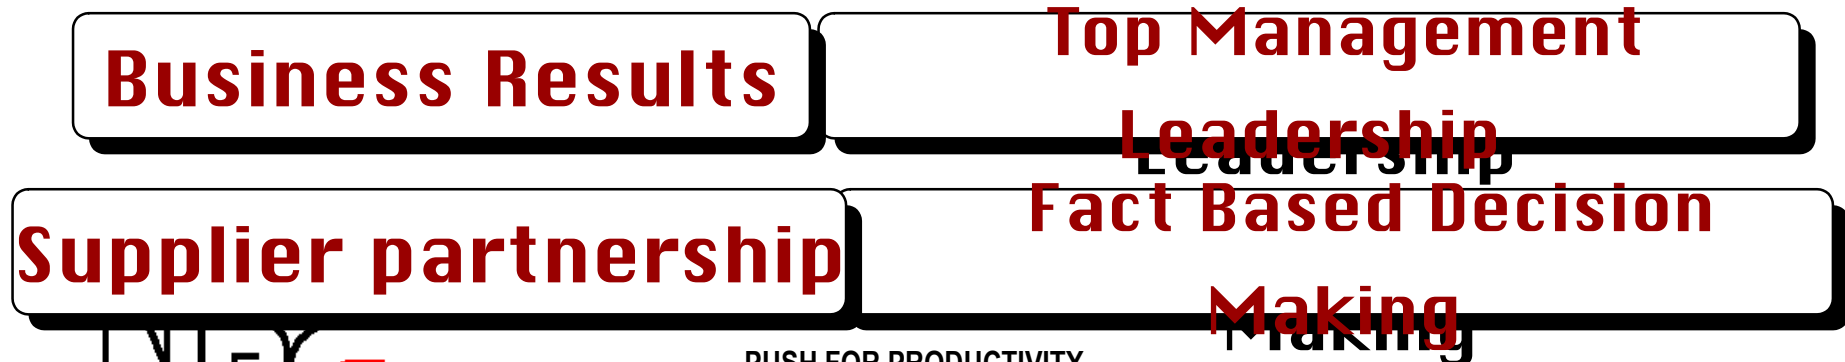 Business Results
Top Management
Leadership
Supplier partnership
Fact Based Decision
Making
PUSH FOR PRODUCTIVITY